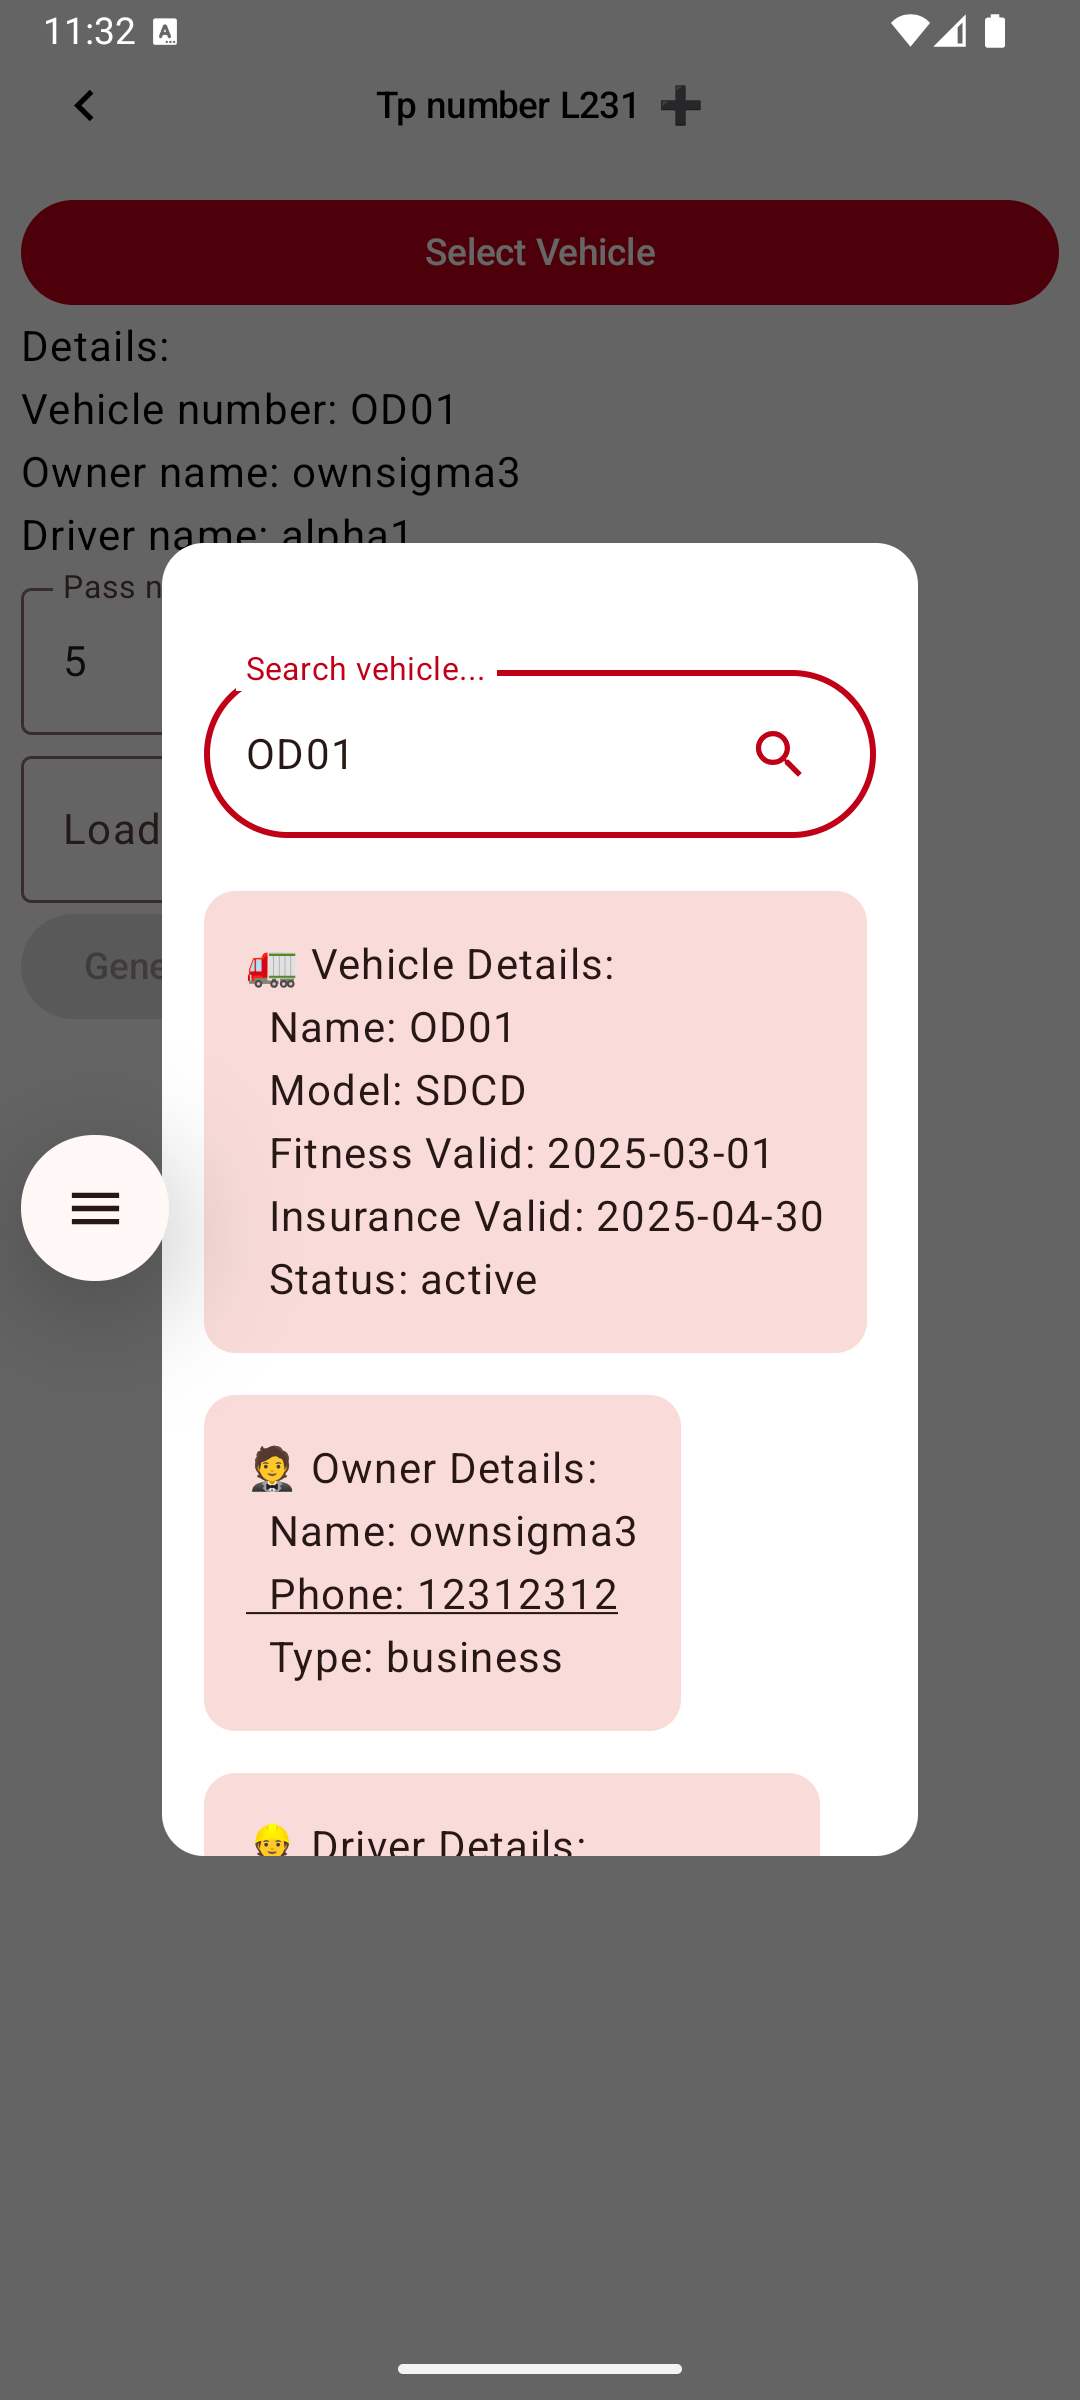 11:32
Tp number L231
Select Vehicle
Details:
Vehicle number: OD01
Owner name: ownsigma3
Driver name: alpha1
Pass n
5
Load
Gene
Search vehicle...
OD01
Vehicle Details:
Name: OD01
Model: SDCD
Fitness Valid: 2025-03-01
Insurance Valid: 2025-04-30
Status: active
Owner Details:
Name: ownsigma3
Phone: 12312312
Type: business
Driver Details: